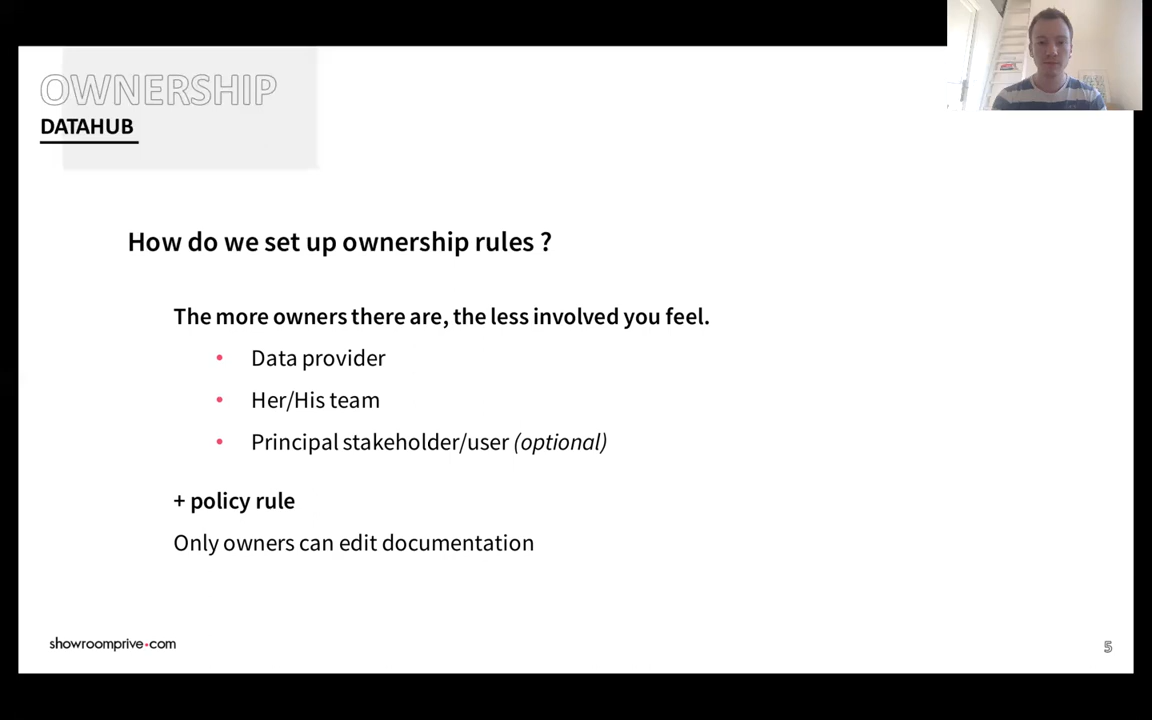 OWNERSHIP
DATAHUB
How do we set up ownership rules ?
The more owners there are, the less involved you feel.
• Data provider
• Her/His team
• Principal stakeholder/user (optional)
+ policy rule
Only owners can edit documentation
showroomprive•com
5